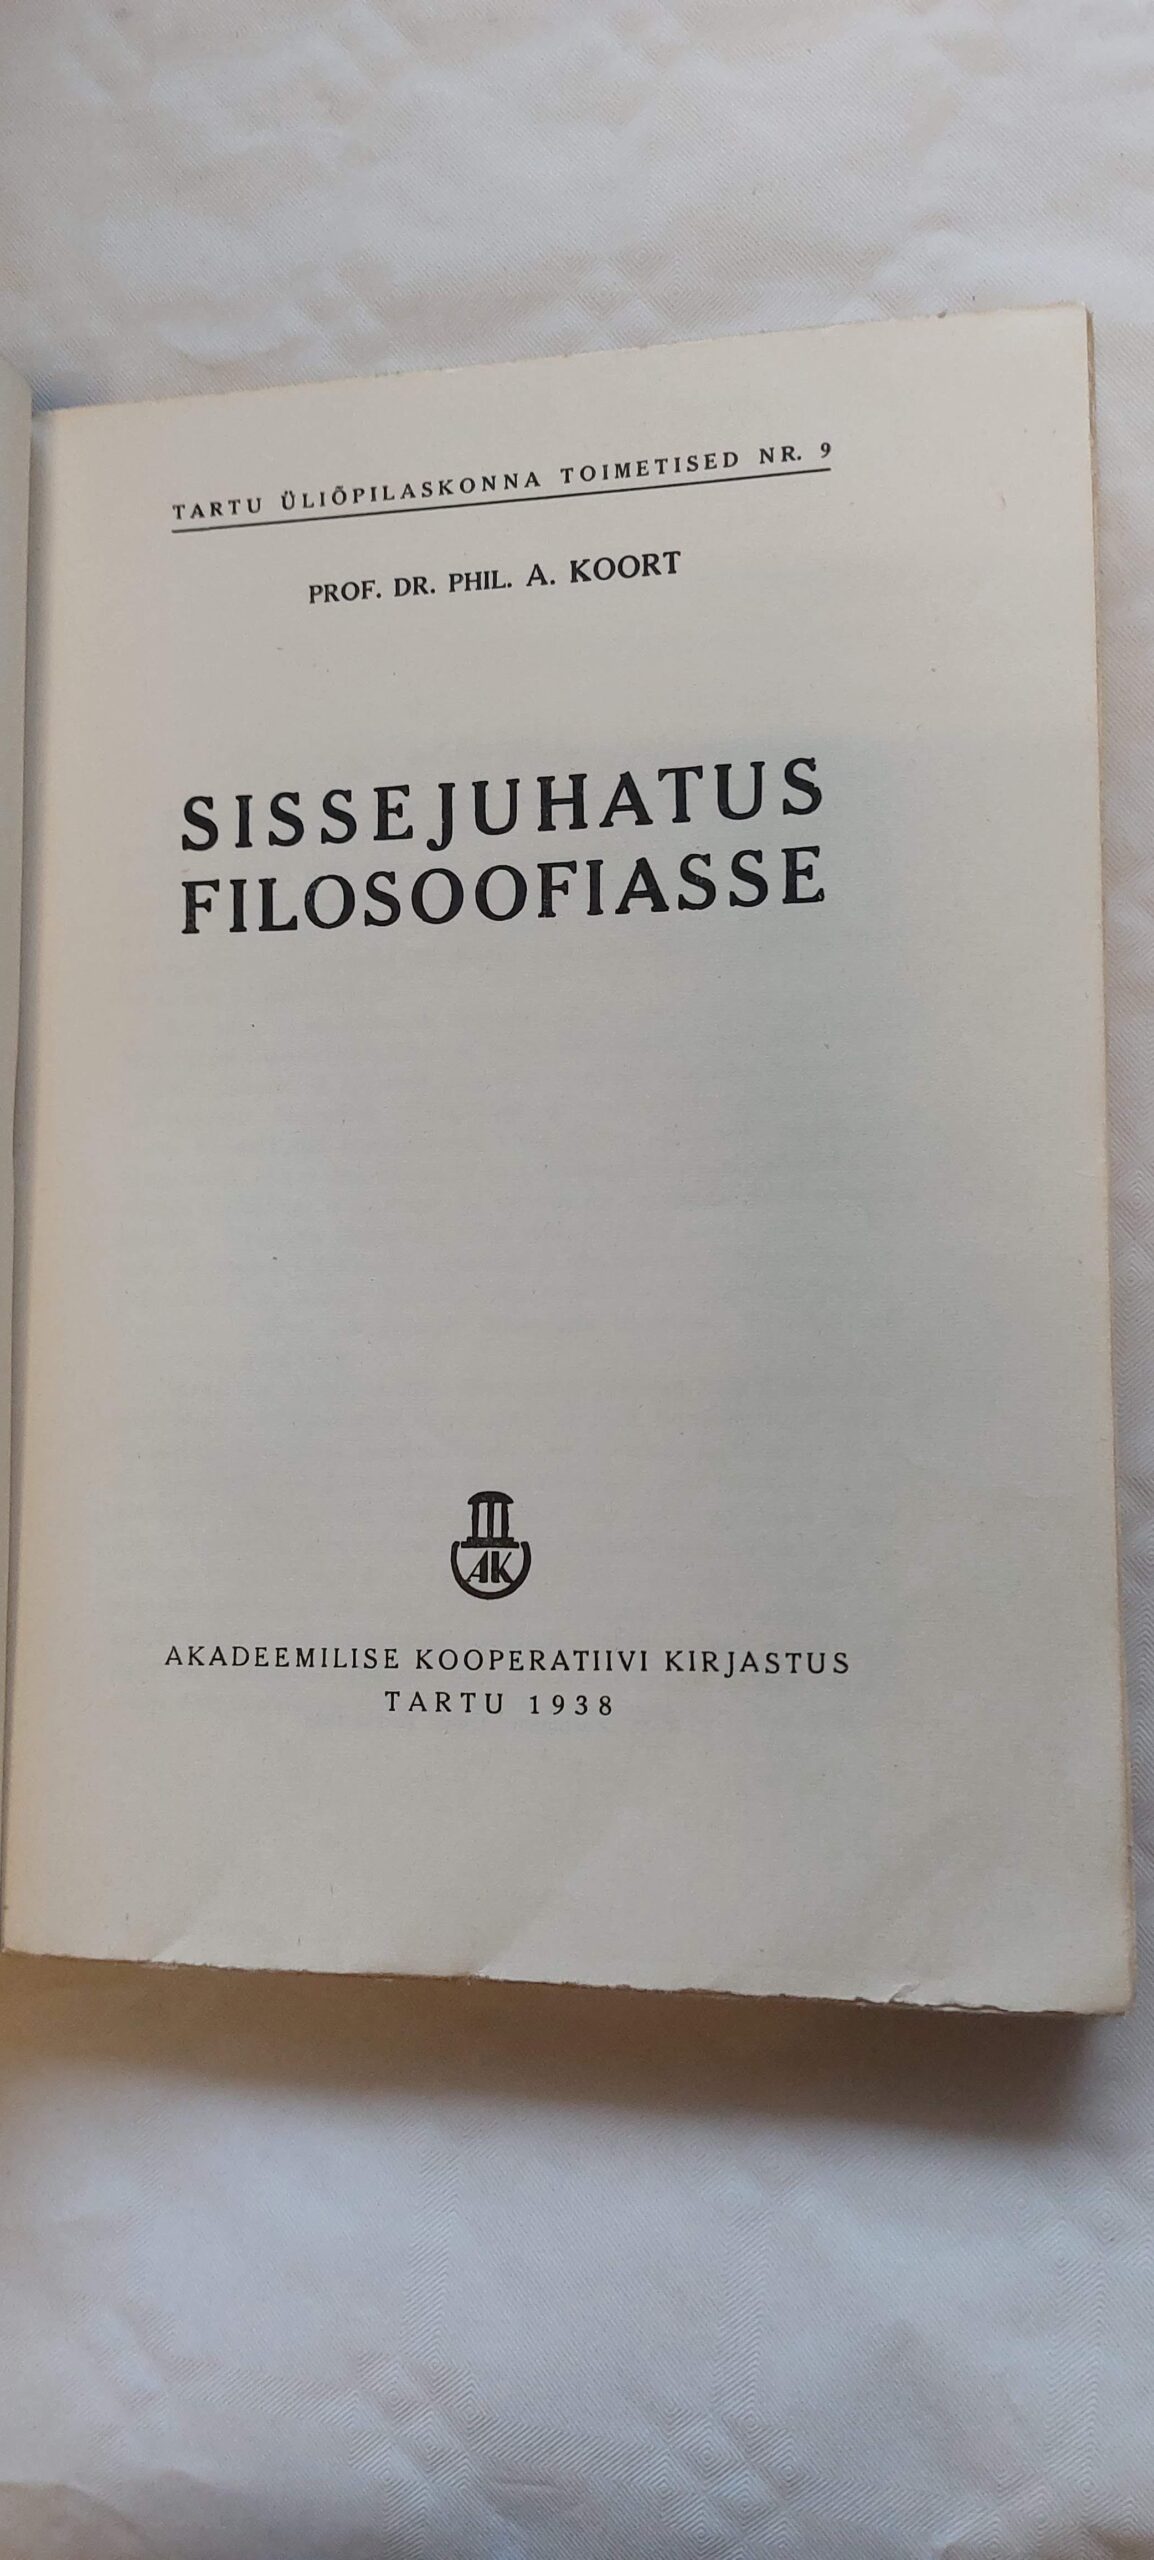 TARTU ÜLIÕPILASKONNA TOIMETISED NR. 9
PROF. DR. PHIL. A. KOORT
SISSEJUHATUS
FILOSOOFIASSE
AK
AKADEEMILISE KOOPERATIIVI KIRJASTUS
TARTU 1938